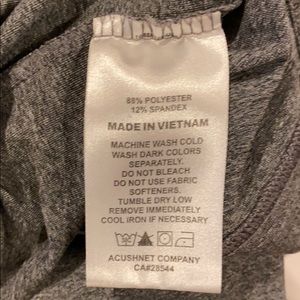 88% POLYESTER
12% SPANDEX
MADE IN VIETNAM
MACHINE WASH COLD
WASH DARK COLORS
SEPARATELY.
DO NOT BLEACH
DO NOT USE FABRIC
SOFTENERS.
TUMBLE DRY LOW
REMOVE IMMEDIATELY
COOL IRON IF NECESSARY
ACUSHNET COMPANY
CA#28544